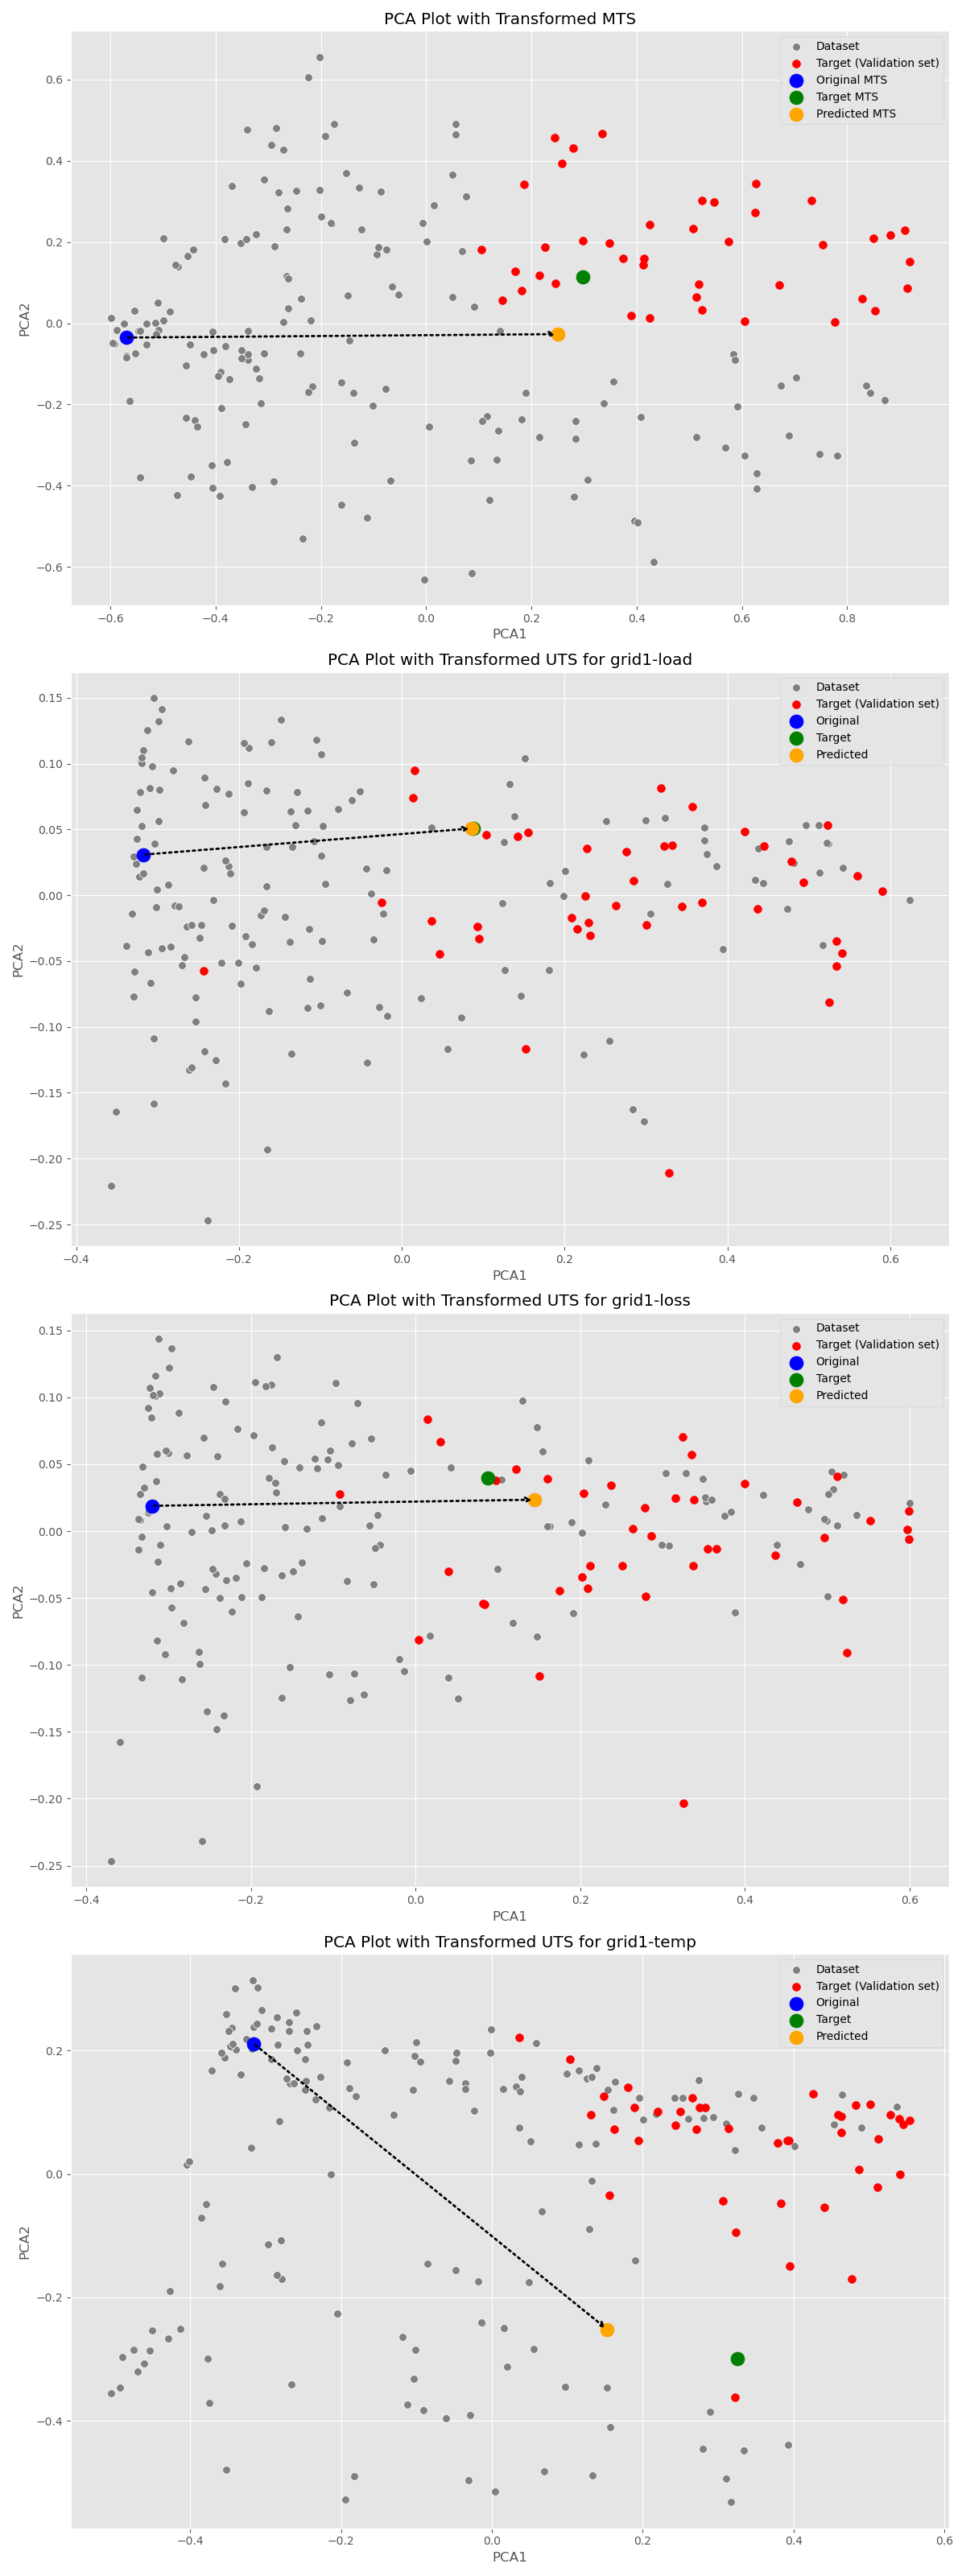 PCA Plot with Transformed MTS
Dataset
Target (Validation set)
Original MTS
Target MTS
Predicted MTS
0.6
0.4
0.2
0.0
−0.2
−0.4
−0.6
PCA2
−0.6 −0.4 −0.2 0.0 0.2 0.4 0.6 0.8
PCA1
PCA Plot with Transformed UTS for grid1-load
Dataset
Target (Validation set)
Original
Target
Predicted
0.15
0.10
0.05
0.00
−0.05
−0.10
−0.15
−0.20
−0.25
PCA2
−0.4 −0.2 0.0 0.2 0.4 0.6
PCA1
PCA Plot with Transformed UTS for grid1-loss
Dataset
Target (Validation set)
Original
Target
Predicted
0.15
0.10
0.05
0.00
−0.05
−0.10
−0.15
−0.20
−0.25
PCA2
−0.4 −0.2 0.0 0.2 0.4 0.6
PCA1
PCA Plot with Transformed UTS for grid1-temp
Dataset
Target (Validation set)
Original
Target
Predicted
0.2
0.0
−0.2
−0.4
PCA2
−0.4 −0.2 0.0 0.2 0.4 0.6
PCA1